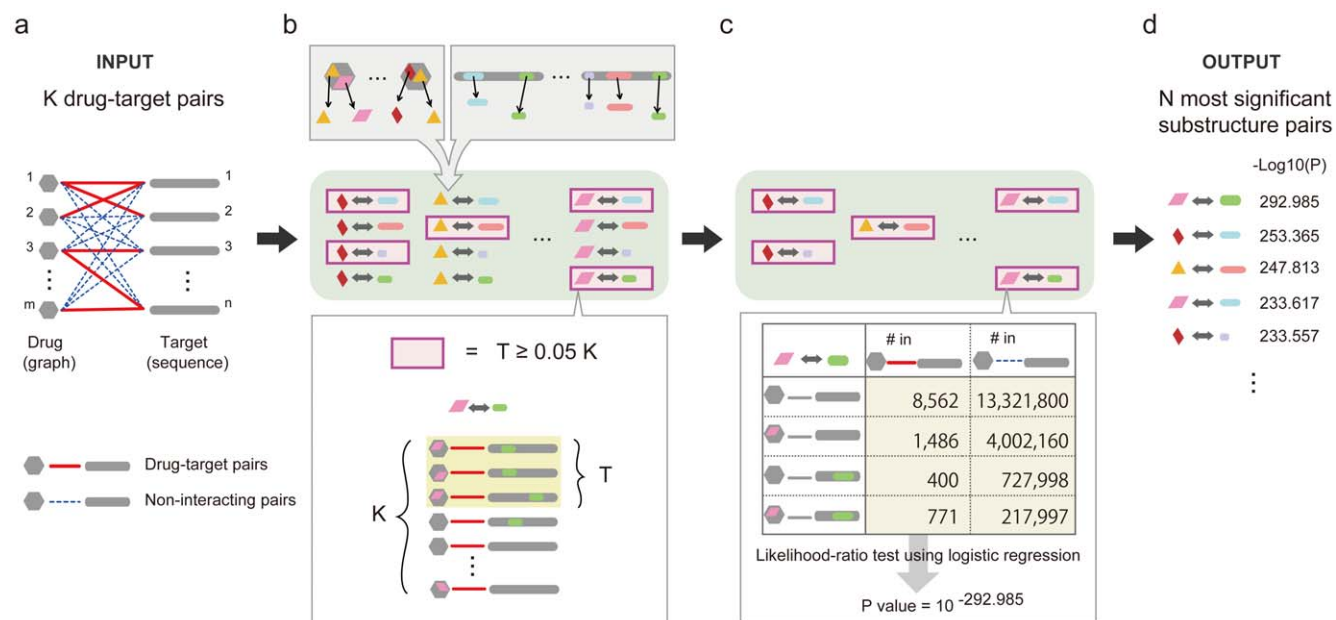 a
INPUT
K drug-target pairs
1
2
3
m
1
2
3
n
Drug
(graph)
Target
(sequence)
Drug-target pairs
Non-interacting pairs
b
...
...
...
= T ≥ 0.05 K
K
T
c
...
# in
# in
8,562 13,321,800
1,486 4,002,160
400 727,998
771 217,997
Likelihood-ratio test using logistic regression
P value = 10 -292.985
d
OUTPUT
N most significant
substructure pairs
-Log10(P)
292.985
253.365
247.813
233.617
233.557